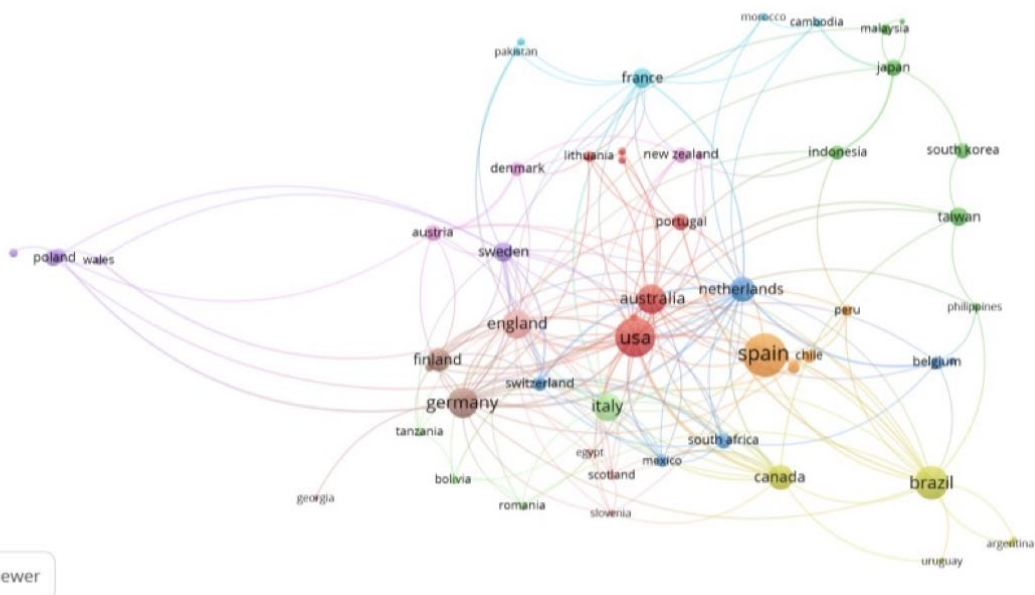 morocco
cambodia
malaysia
pakistan
france
japan
denmark
lithuania
new zealand
indonesia
south korea
portugal
taiwan
austria
sweden
poland
wales
netherlands
australia
england
peru
philippines
usa
spain
chile
finland
belgium
switzerland
germany
italy
tanzania
south africa
egypt
mexico
scotland
canada
brazil
bolivia
georgia
romania
slovenia
argentina
uruguay
ewer